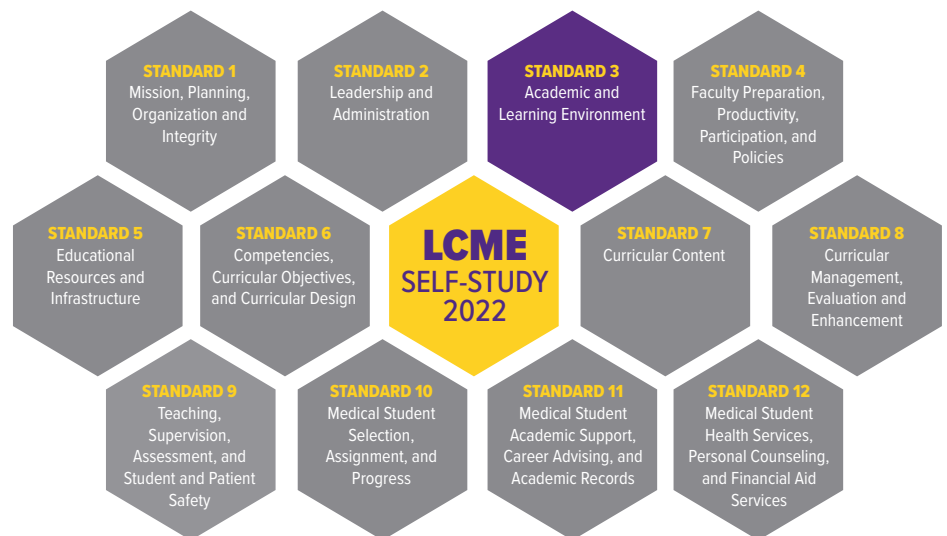 STANDARD 1
Mission, Planning,
Organization and
Integrity
STANDARD 2
Leadership and
Administration
STANDARD 3
Academic and
Learning Environment
STANDARD 4
Faculty Preparation,
Productivity,
Participation, and
Policies
STANDARD 5
Educational
Resources and
Infrastructure
STANDARD 6
Competencies,
Curricular Objectives,
and Curricular Design
LCME
SELF-STUDY
2022
STANDARD 7
Curricular Content
STANDARD 8
Curricular
Management,
Evaluation and
Enhancement
STANDARD 9
Teaching,
Supervision,
Assessment, and
Student and Patient
Safety
STANDARD 10
Medical Student
Selection,
Assignment, and
Progress
STANDARD 11
Medical Student
Academic Support,
Career Advising, and
Academic Records
STANDARD 12
Medical Student
Health Services,
Personal Counseling,
and Financial Aid
Services